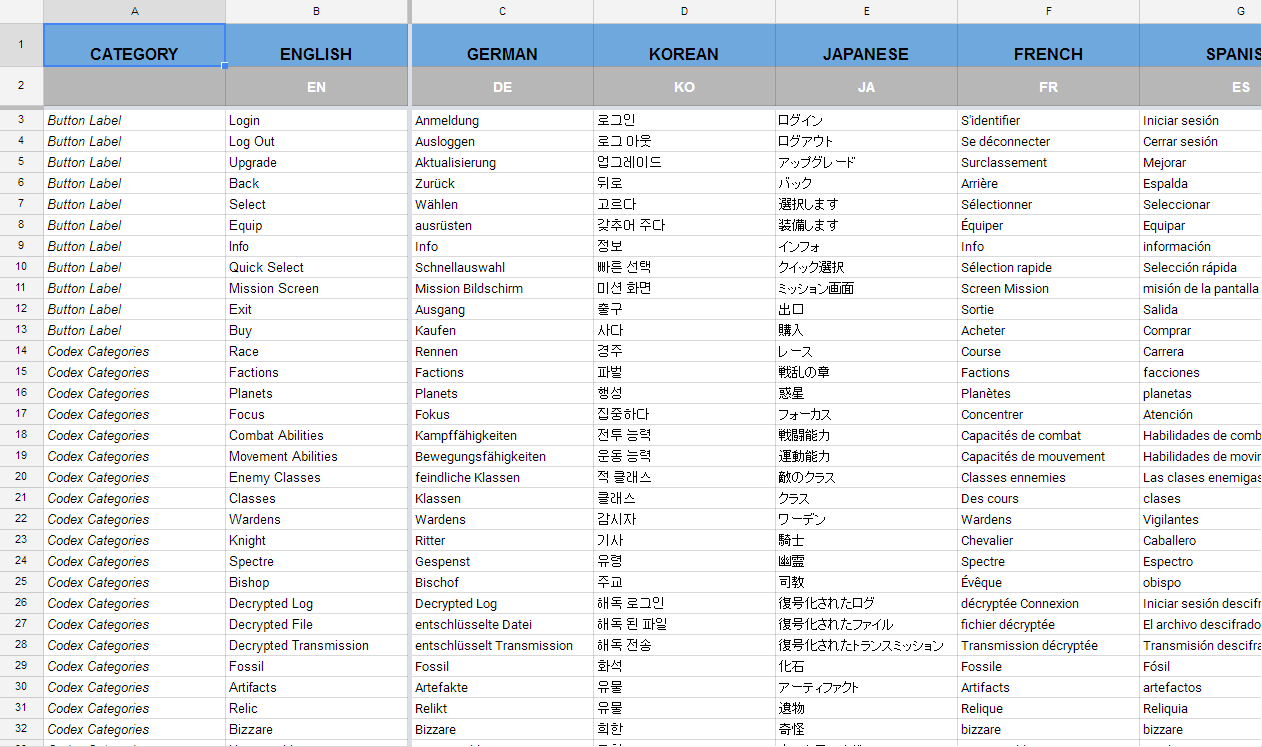 A B C D E F G
1 CATEGORY ENGLISH GERMAN KOREAN JAPANESE FRENCH SPANIS
2 EN DE KO JA FR ES
3 Button Label Login Anmeldung 로그인 ログイン S'identifier Iniciar sesión
4 Button Label Log Out Ausloggen 로그 아웃 ログアウト Se déconnecter Cerrar sesión
5 Button Label Upgrade Aktualisierung 업그레이드 アップグレード Surclassement Mejorar
6 Button Label Back Zurück 뒤로 バック Arrière Espalda
7 Button Label Select Wählen 고르다 選択します Sélectionner Seleccionar
8 Button Label Equip ausrüsten 갖추어 주다 装備します Équiper Equipar
9 Button Label Info Info 정보 インフォ Info información
10 Button Label Quick Select Schnellauswahl 빠른 선택 クイック選択 Sélection rapide Selección rápida
11 Button Label Mission Screen Mission Bildschirm 미션 화면 ミッション画面 Screen Mission misión de la pantalla
12 Button Label Exit Ausgang 출구 出口 Sortie Salida
13 Button Label Buy Kaufen 사다 購入 Acheter Comprar
14 Codex Categories Race Rennen 경주 レース Course Carrera
15 Codex Categories Factions Factions 파벌 戦乱の章 Factions facciones
16 Codex Categories Planets Planets 행성 惑星 Planètes planetas
17 Codex Categories Focus Fokus 집중하다 フォーカス Concentrer Atención
18 Codex Categories Combat Abilities Kampffähigkeiten 전투 능력 戦闘能力 Capacités de combat Habilidades de comb
19 Codex Categories Movement Abilities Bewegungsfähigkeiten 운동 능력 運動能力 Capacités de mouvement Habilidades de movir
20 Codex Categories Enemy Classes feindliche Klassen 적 클래스 敵のクラス Classes ennemies Las clases enemigas
21 Codex Categories Classes Klassen 클래스 クラス Des cours clases
22 Codex Categories Wardens Wardens 감시자 ワーデン Wardens Vigilantes
23 Codex Categories Knight Ritter 기사 騎士 Chevalier Caballero
24 Codex Categories Spectre Gespenst 유령 幽霊 Spectre Espectro
25 Codex Categories Bishop Bischof 주교 司教 Évêque obispo
26 Codex Categories Decrypted Log Decrypted Log 해독 로그인 復号化されたログ décryptée Connexion Iniciar sesión descifr
27 Codex Categories Decrypted File entschlüsselte Datei 해독 된 파일 復号化されたファイル fichier décryptée El archivo descifrado
28 Codex Categories Decrypted Transmission entschlüsselt Transmission 해독 전송 復号化されたトランスミッション Transmission décryptée Transmisión descifra
29 Codex Categories Fossil Fossil 화석 化石 Fossile Fósil
30 Codex Categories Artifacts Artefakte 유물 アーティファクト Artifacts artefactos
31 Codex Categories Relic Relikt 유물 遺物 Relique Reliquia
32 Codex Categories Bizzare Bizzare 희한 奇怪 bizzare bizzare